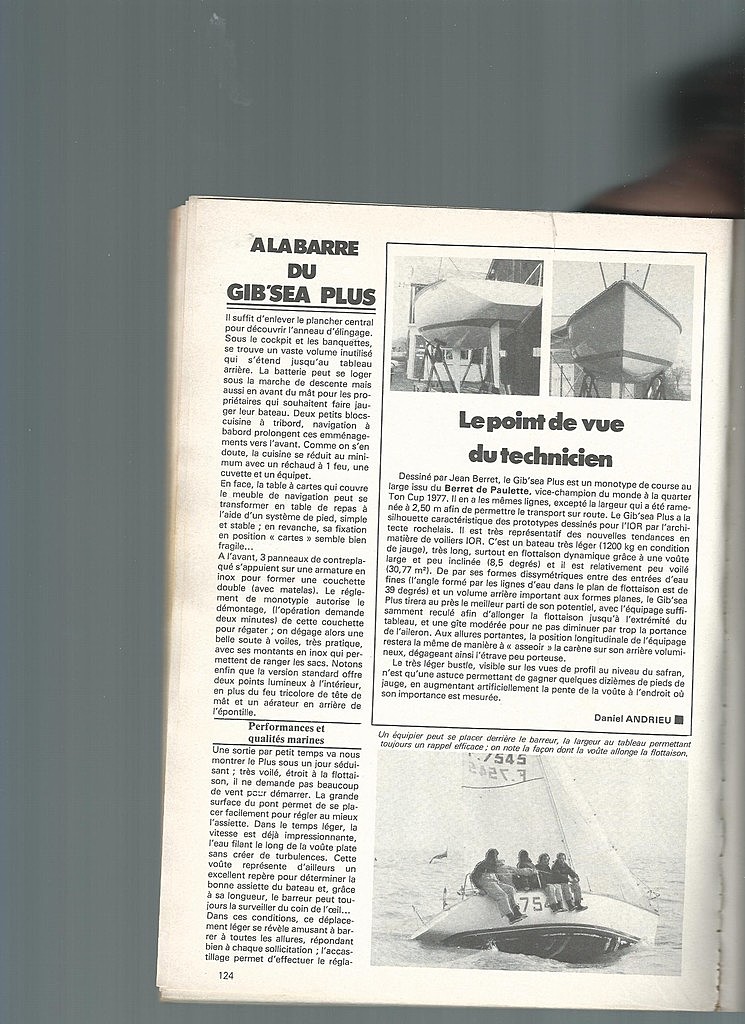 A LA BARRE
DU
GIB'SEA PLUS
Il suffit d'enlever le plancher central
pour découvrir l'anneau d'élingage.
Sous le cockpit et les banquettes,
se trouve un vaste volume inutilisé
qui s'étend jusqu'au tableau
arrière. La batterie peut se loger
sous la marche de descente mais
aussi en avant du mât pour les pro-
priétaires qui souhaitent faire jau-
ger leur bateau. Deux petits blocs-
cuisine à tribord, navigation à
babord prolongent ces emménage-
ments vers l'avant. Comme on s'en
doute, la cuisine se réduit au mini-
mum avec un réchaud à 1 feu, une
cuvette et un équipet.
En face, la table à cartes qui couvre
le meuble de navigation peut se
transformer en table de repas à
l'aide d'un système de pied, simple
et stable ; en revanche, sa fixation
en position « cartes » semble bien
fragile...
A l'avant, 3 panneaux de contrepla-
qué s'appuient sur une armature en
inox pour former une couchette
double (avec matelas). Le régle-
ment de monotypie autorise le
démontage, (l'opération demande
deux minutes) de cette couchette
pour régater ; on dégage alors une
belle soute à voiles, très pratique,
avec ses montants en inox qui per-
mettent de ranger les sacs. Notons
enfin que la version standard offre
deux points lumineux à l'intérieur,
en plus du feu tricolore de tête de
mât et un aérateur en arrière de
l'épontille.
Performances et
qualités marines
Une sortie par petit temps va nous
montrer le Plus sous un jour sédui-
sant ; très voilé, étroit à la flottai-
son, il ne demande pas beaucoup
de vent pour démarrer. La grande
surface du pont permet de se pla-
cer facilement pour régler au mieux
l'assiette. Dans le temps léger, la
vitesse est déjà impressionnante,
l'eau filant le long de la voûte plate
sans créer de turbulences. Cette
voûte représente d'ailleurs un
excellent repère pour déterminer la
bonne assiette du bateau et, grâce
à sa longueur, le barreur peut tou-
jours la surveiller du coin de l'œil...
Dans ces conditions, ce déplace-
ment léger se révèle amusant à bar-
rer à toutes les allures, répondant
bien à chaque sollicitation ; l'accas-
tillage permet d'effectuer le régla-
124
Le point de vue
du technicien
Dessiné par Jean Berret, le Gib'sea Plus est un monotype de course au
large issu du Berret de Paulette, vice-champion du monde à la quarter
Ton Cup 1977. Il en a les mêmes lignes, excepté la largeur qui a été rame-
née à 2,50 m afin de permettre le transport sur route. Le Gib'sea Plus a la
silhouette caractéristique des prototypes dessinés pour l'IOR par l'archi-
tecte rochelais. Il est très représentatif des nouvelles tendances en
matière de voiliers IOR. C'est un bateau très léger (1200 kg en condition
de jauge), très long, surtout en flottaison dynamique grâce à une voûte
large et peu inclinée (8,5 degrés) et il est relativement peu voilé
(30,77 m²). De par ses formes dissymétriques entre des entrées d'eau
fines (l'angle formé par les lignes d'eau dans le plan de flottaison est de
39 degrés) et un volume arrière important aux formes planes, le Gib'sea
Plus tirera au près le meilleur parti de son potentiel, avec l'équipage suffi-
samment reculé afin d'allonger la flottaison jusqu'à l'extrémité du
tableau, et une gîte modérée pour ne pas diminuer par trop la portance
de l'aileron. Aux allures portantes, la position longitudinale de l'équipage
restera la même de manière à « asseoir » la carène sur son arrière volumi-
neux, dégageant ainsi l'étrave peu porteuse.
Le très léger bustle, visible sur les vues de profil au niveau du safran,
n'est qu'une astuce permettant de gagner quelques dizièmes de pieds de
jauge, en augmentant artificiellement la pente de la voûte à l'endroit où
son importance est mesurée.
Daniel ANDRIEU
Un équipier peut se placer derrière le barreur, la largeur au tableau permettant
toujours un rappel efficace ; on note la façon dont la voûte allonge la flottaison.
7545
F 7545
754